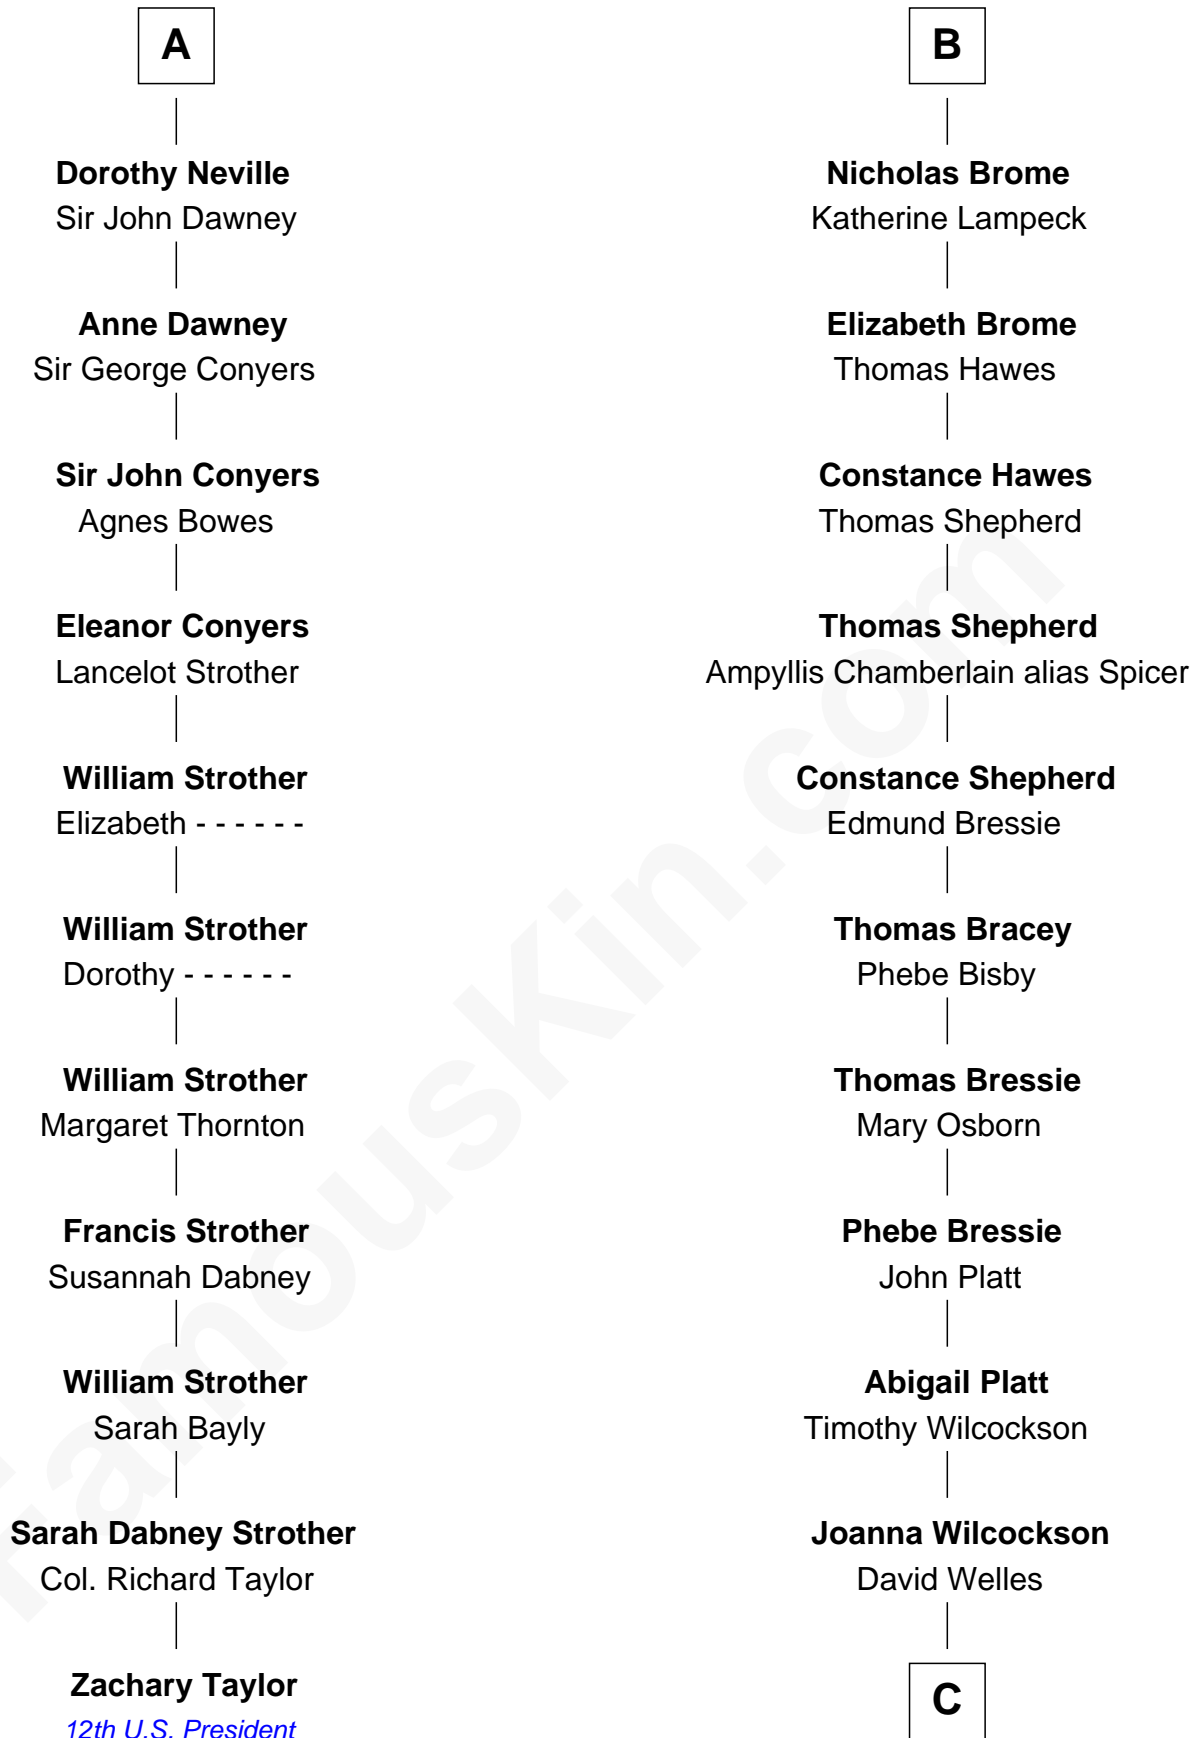 A
Dorothy Neville
Sir John Dawney
Anne Dawney
Sir George Conyers
Sir John Conyers
Agnes Bowes
Eleanor Conyers
Lancelot Strother
William Strother
Elizabeth - - - - - -
William Strother
Dorothy - - - - - -
William Strother
Margaret Thornton
Francis Strother
Susannah Dabney
William Strother
Sarah Bayly
Sarah Dabney Strother
Col. Richard Taylor
Zachary Taylor
12th U.S. President
B
Nicholas Brome
Katherine Lampeck
Elizabeth Brome
Thomas Hawes
Constance Hawes
Thomas Shepherd
Thomas Shepherd
Ampyllis Chamberlain alias Spicer
Constance Shepherd
Edmund Bressie
Thomas Bracey
Phebe Bisby
Thomas Bressie
Mary Osborn
Phebe Bressie
John Platt
Abigail Platt
Timothy Wilcockson
Joanna Wilcockson
David Welles
C
FamousKin.com